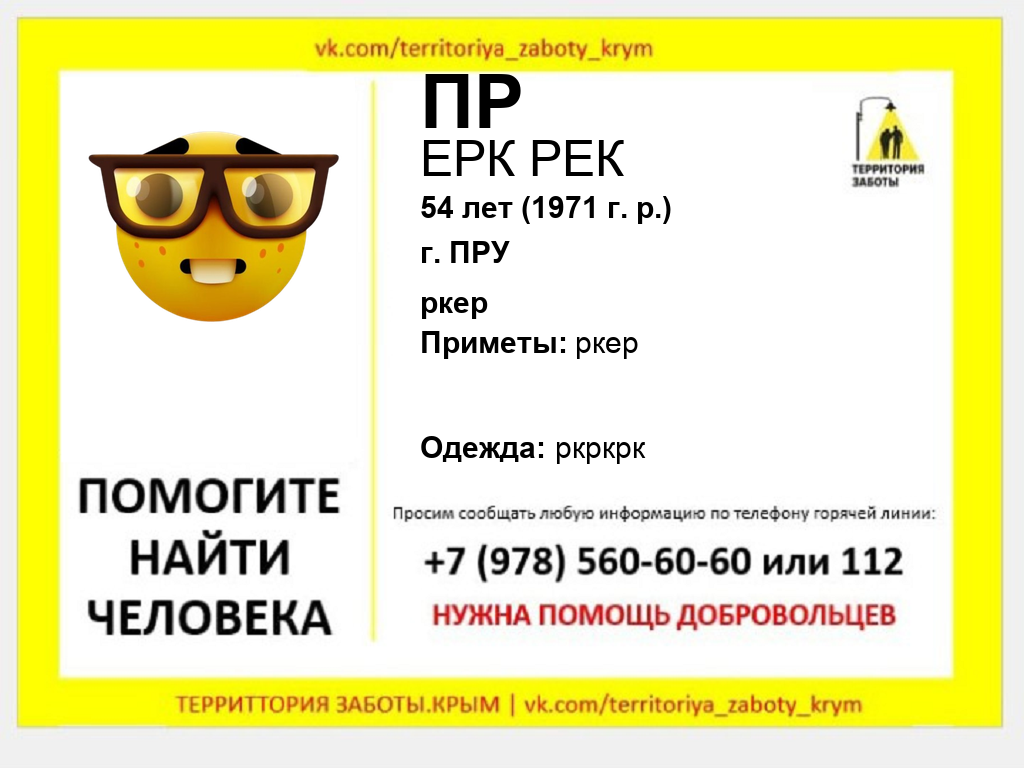 vk.com/territoriya_zaboty_krym
ПР
ЕРК РЕК
54 лет (1971 г. р.)
г. ПРУ
ркер
Приметы: ркер
Одежда: ркркрк
ТЕРРИТОРИЯ
ЗАБОТЫ
ПОМОГИТЕ
НАЙТИ
ЧЕЛОВЕКА
Просим сообщать любую информацию по телефону горячей линии:
+7 (978) 560-60-60 или 112
НУЖНА ПОМОЩЬ ДОБРОВОЛЬЦЕВ
ТЕРРИТТОРИЯ ЗАБОТЫ.КРЫМ | vk.com/territoriya_zaboty_krym